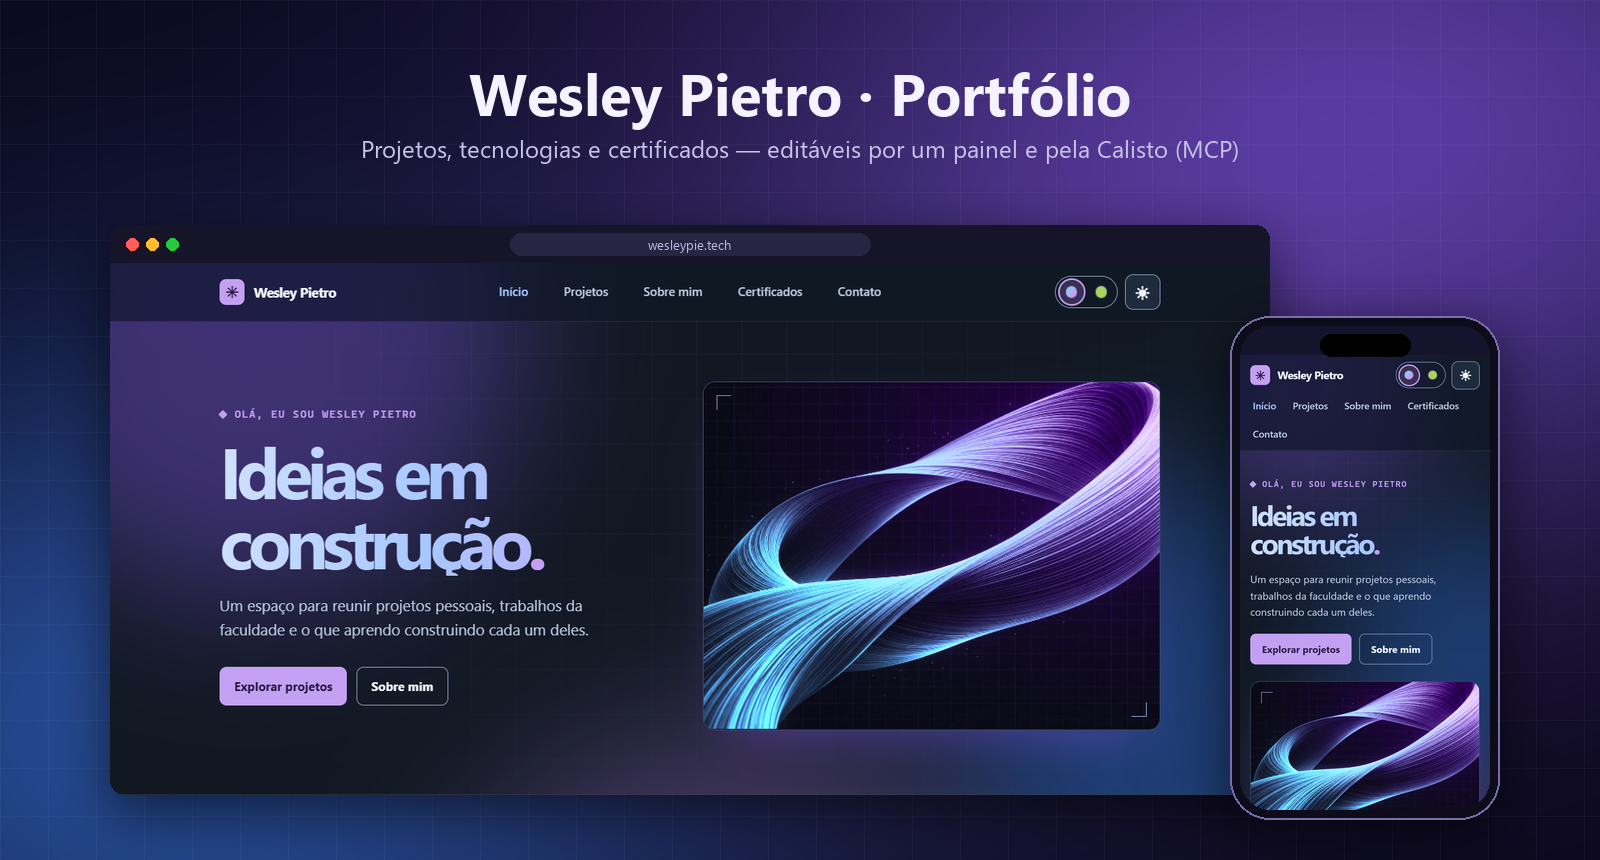 Wesley Pietro · Portfólio
Projetos, tecnologias e certificados — editáveis por um painel e pela Calisto (MCP)
wesleypie.tech
Wesley Pietro
Início Projetos Sobre mim Certificados Contato
OLÁ, EU SOU WESLEY PIETRO
Ideias em
construção.
Um espaço para reunir projetos pessoais, trabalhos da
faculdade e o que aprendo construindo cada um deles.
Explorar projetos Sobre mim
Wesley Pietro
Início Projetos Sobre mim Certificados
Contato
OLÁ, EU SOU WESLEY PIETRO
Ideias em
construção.
Um espaço para reunir projetos pessoais,
trabalhos da faculdade e o que aprendo
construindo cada um deles.
Explorar projetos Sobre mim